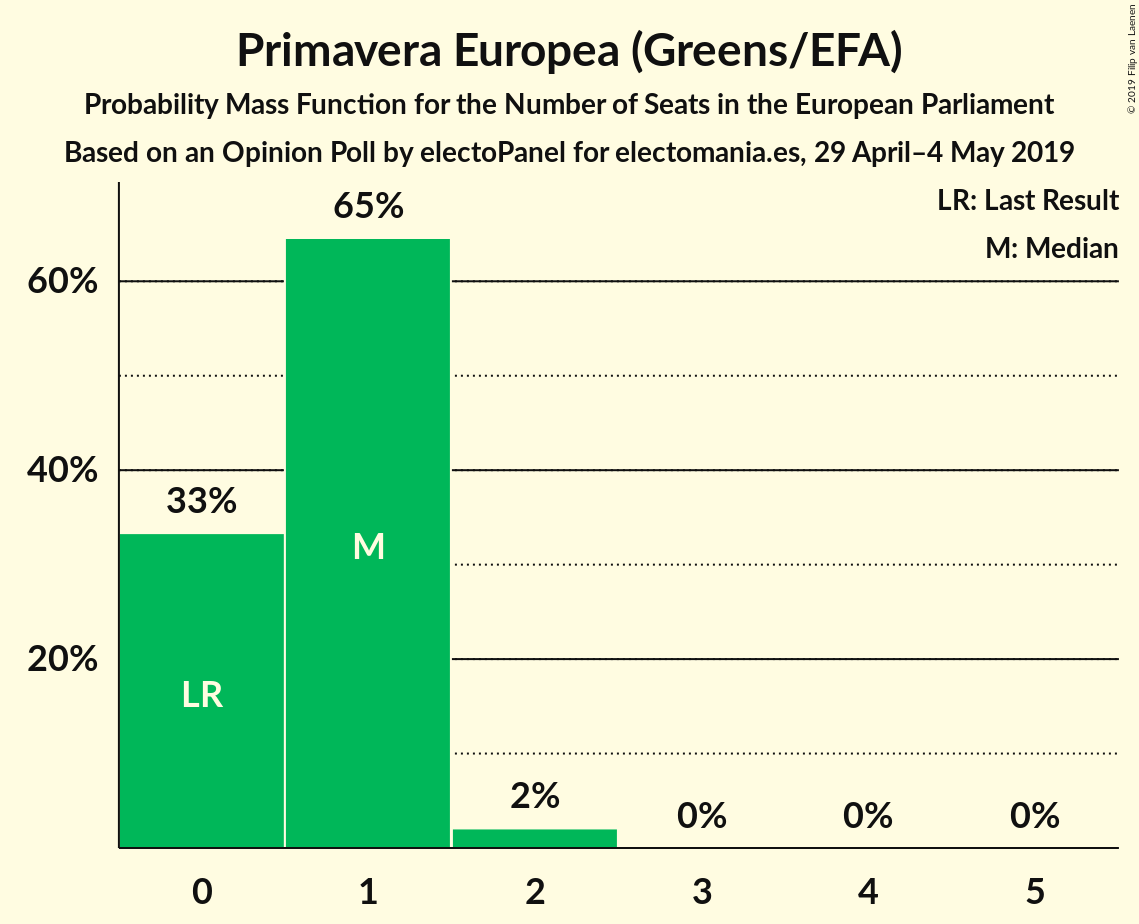 Primavera Europea (Greens/EFA)
Probability Mass Function for the Number of Seats in the European Parliament
Based on an Opinion Poll by electoPanel for electomania.es, 29 April–4 May 2019
© 2019 Filip van Laenen
LR: Last Result
M: Median
65%
60%
40%
33%
M
20%
LR
2%
0%
0%
0%
0
1
2
3
4
5